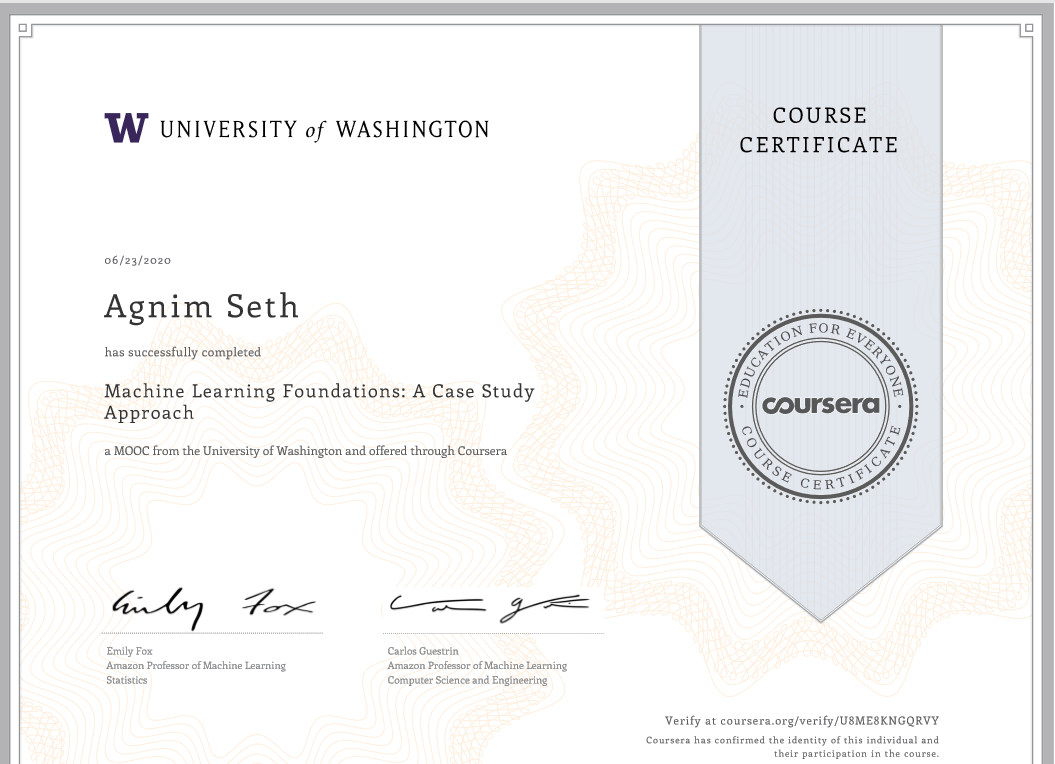 W UNIVERSITY of WASHINGTON
COURSE
CERTIFICATE
06/23/2020
Agnim Seth
has successfully completed
Machine Learning Foundations: A Case Study
Approach
a MOOC from the University of Washington and offered through Coursera
EDUCATION FOR EVERYONE
coursera
COURSE CERTIFICATE
Emily Fox
Emily Fox
Amazon Professor of Machine Learning
Statistics
Carlos Guestrin
Amazon Professor of Machine Learning
Computer Science and Engineering
Verify at coursera.org/verify/U8ME8KNGQRVY
Coursera has confirmed the identity of this individual and
their participation in the course.